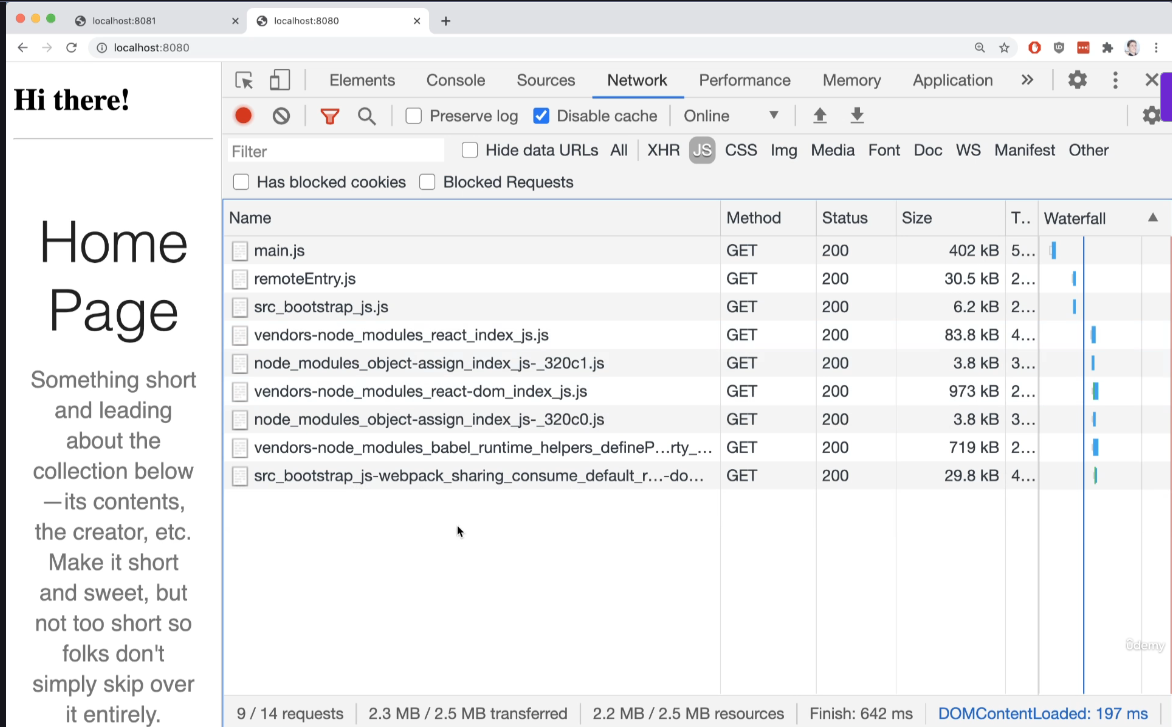 localhost:8081
localhost:8080
localhost:8080
Hi there!
Home
Page
Something short
and leading
about the
collection below
—its contents,
the creator, etc.
Make it short
and sweet, but
not too short so
folks don't
simply skip over
it entirely.
Elements Console Sources Network Performance Memory Application
Preserve log Disable cache Online
Filter Hide data URLs All XHR JS CSS Img Media Font Doc WS Manifest Other
Has blocked cookies Blocked Requests
Name Method Status Size T.. Waterfall
main.js GET 200 402 kB 5...
remoteEntry.js GET 200 30.5 kB 2...
src_bootstrap_js.js GET 200 6.2 kB 2...
vendors-node_modules_react_index_js.js GET 200 83.8 kB 4...
node_modules_object-assign_index_js-_320c1.js GET 200 3.8 kB 3...
vendors-node_modules_react-dom_index_js.js GET 200 973 kB 2...
node_modules_object-assign_index_js-_320c0.js GET 200 3.8 kB 3...
vendors-node_modules_babel_runtime_helpers_defineP...rty_... GET 200 719 kB 2...
src_bootstrap_js-webpack_sharing_consume_default_r...-do... GET 200 29.8 kB 4...
ûdemy
9 / 14 requests 2.3 MB / 2.5 MB transferred 2.2 MB / 2.5 MB resources Finish: 642 ms DOMContentLoaded: 197 ms